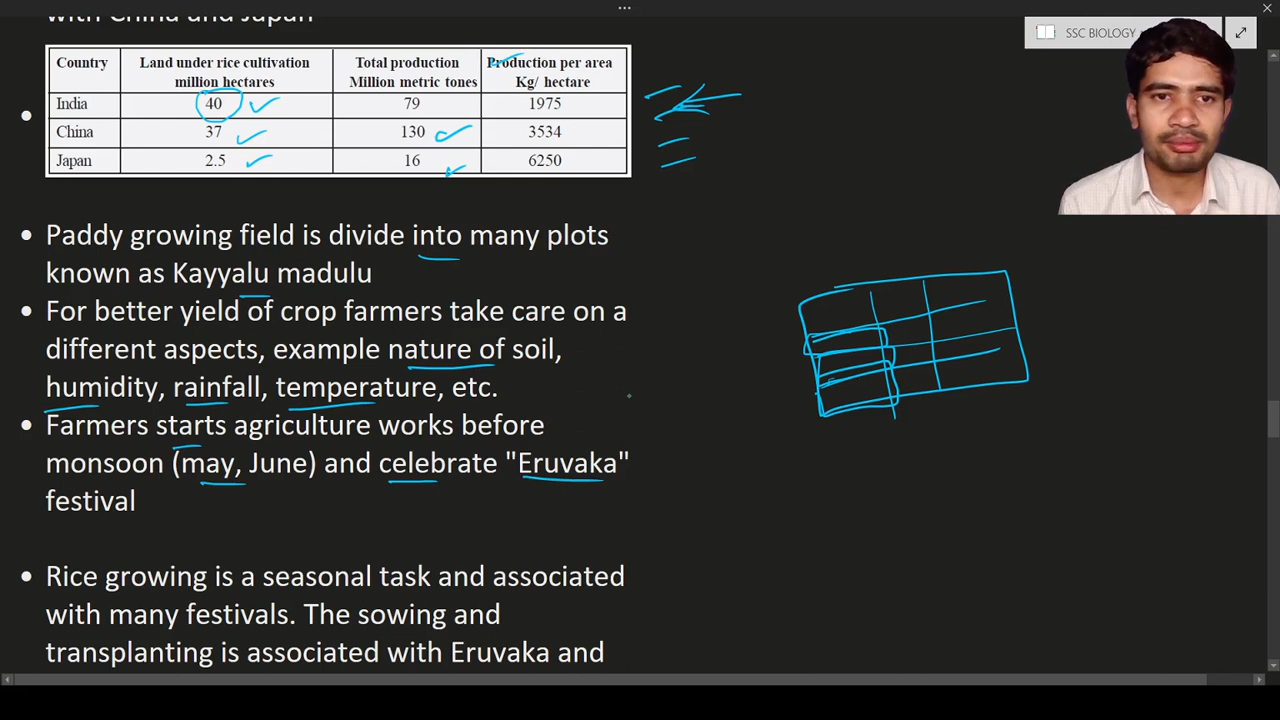 with China and Japan
SSC BIOLOGY
Country Land under rice cultivation million hectares Total production Million metric tones Production per area Kg/ hectare
India 40 79 1975
China 37 130 3534
Japan 2.5 16 6250
• Paddy growing field is divide into many plots
known as Kayyalu madulu
• For better yield of crop farmers take care on a
different aspects, example nature of soil,
humidity, rainfall, temperature, etc.
• Farmers starts agriculture works before
monsoon (may, June) and celebrate "Eruvaka"
festival
• Rice growing is a seasonal task and associated
with many festivals. The sowing and
transplanting is associated with Eruvaka and